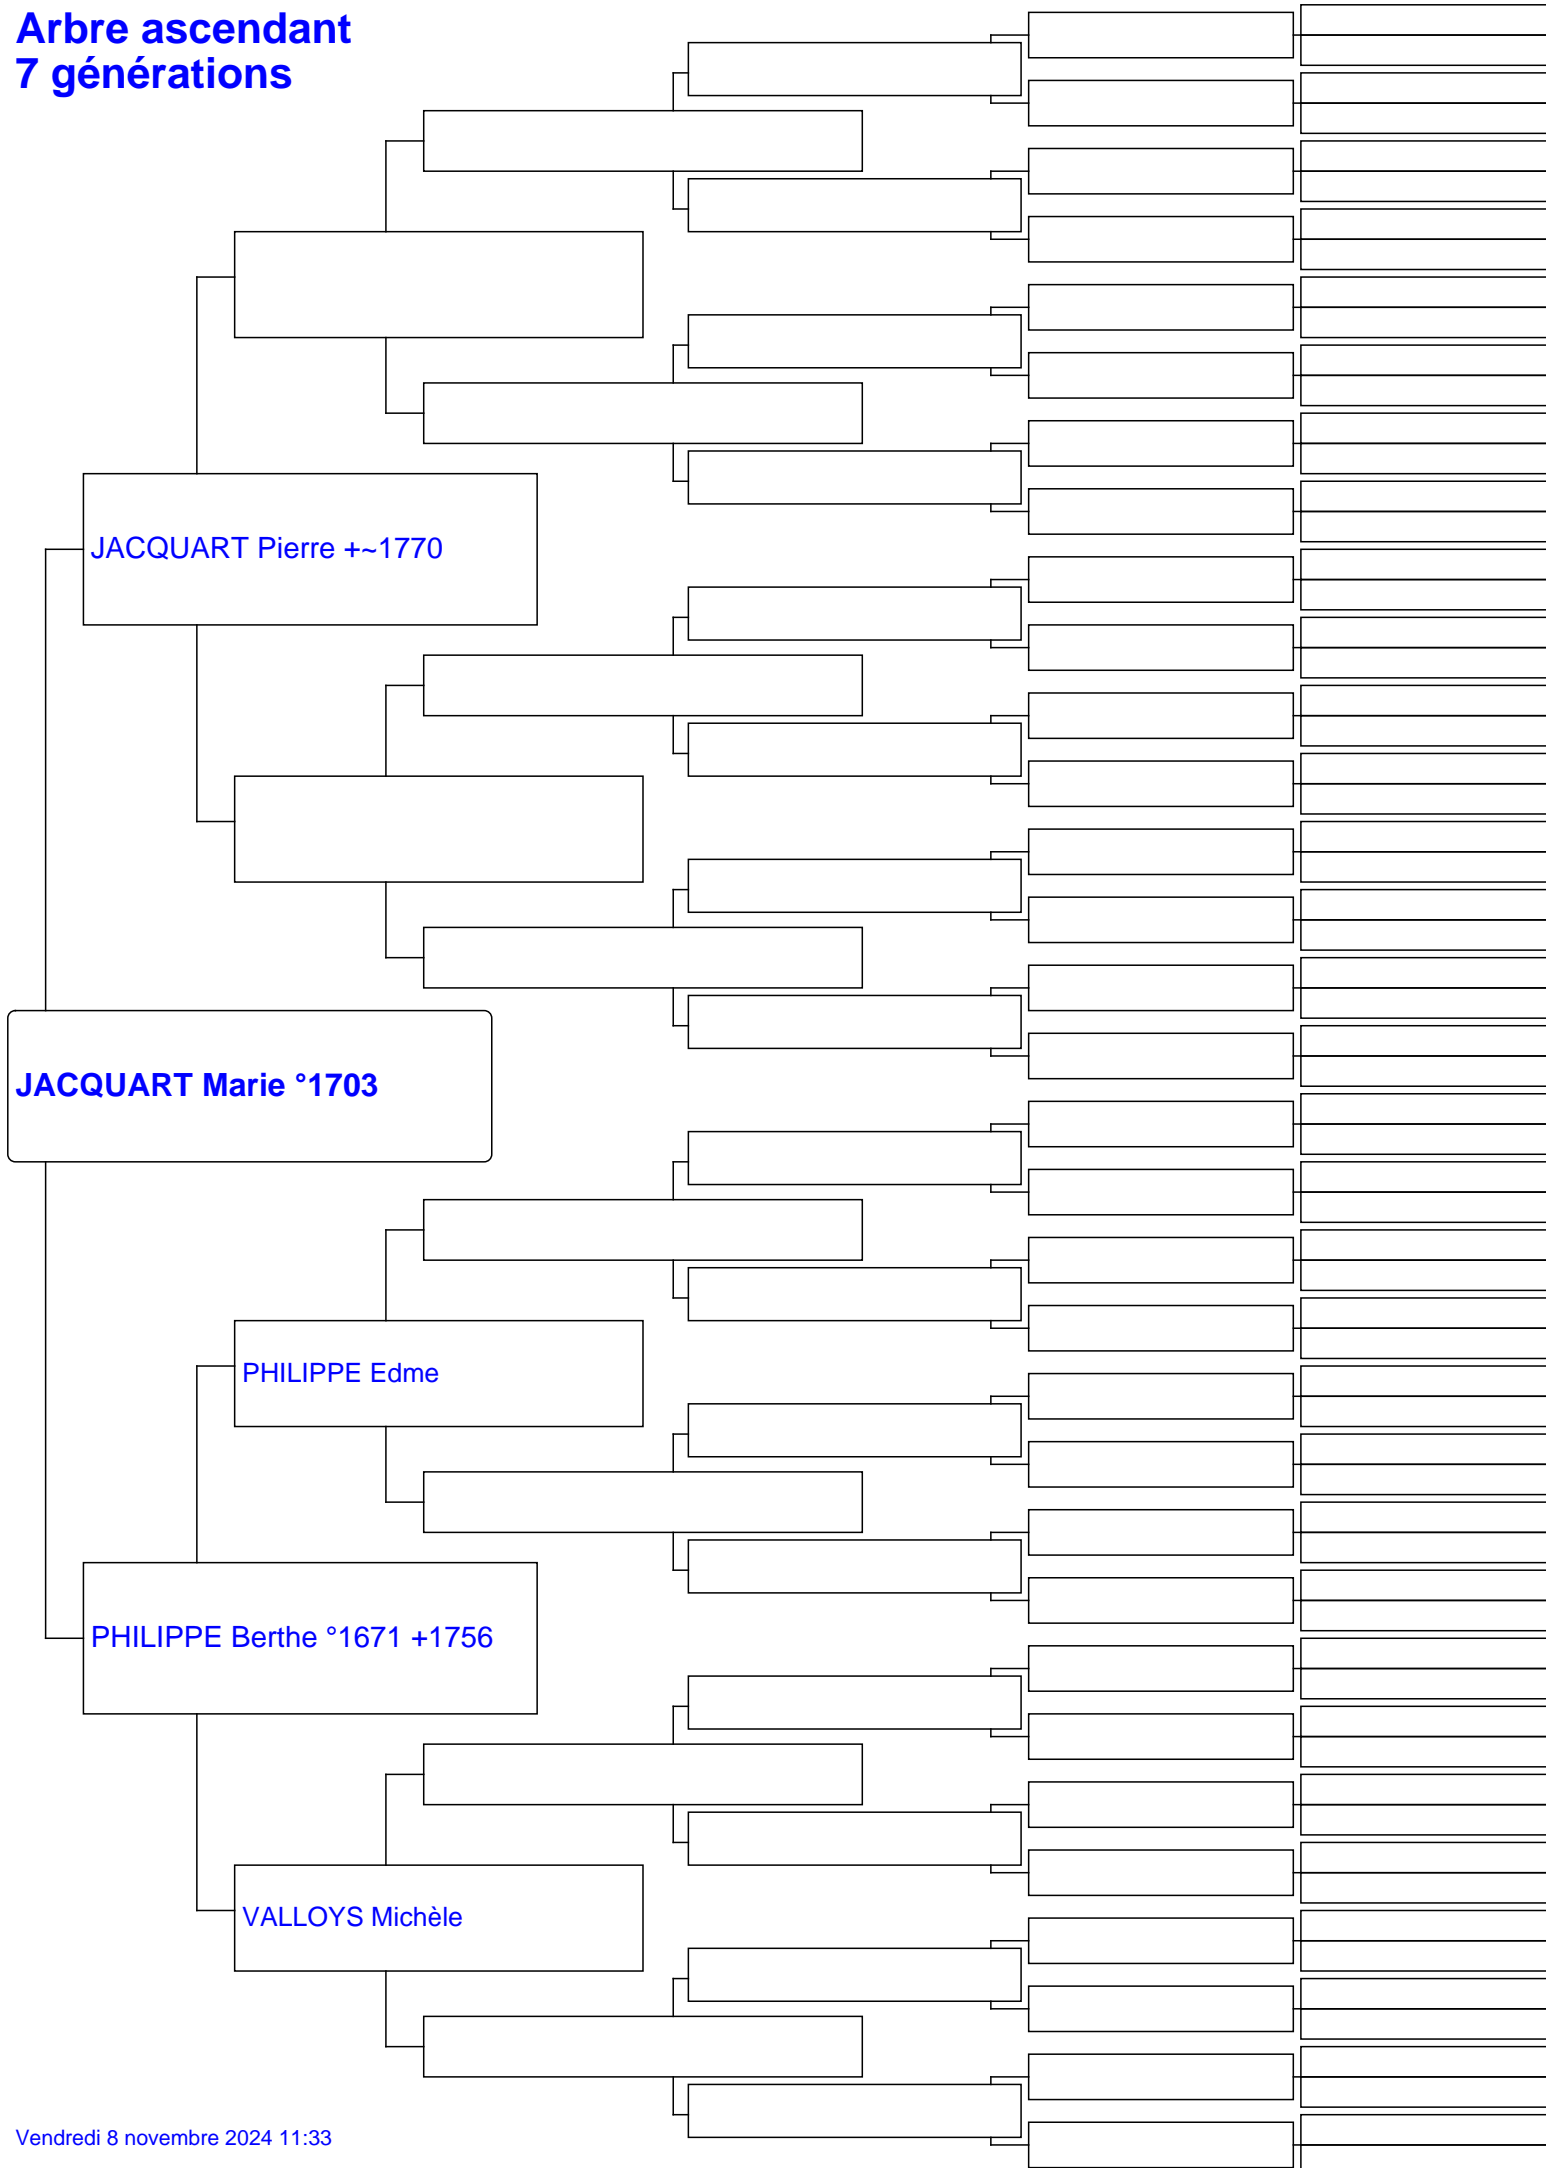 Arbre ascendant
7 générations
JACQUART Pierre +~1770
JACQUART Marie °1703
PHILIPPE Edme
PHILIPPE Berthe °1671 +1756
VALLOYS Michèle
Vendredi 8 novembre 2024 11:33